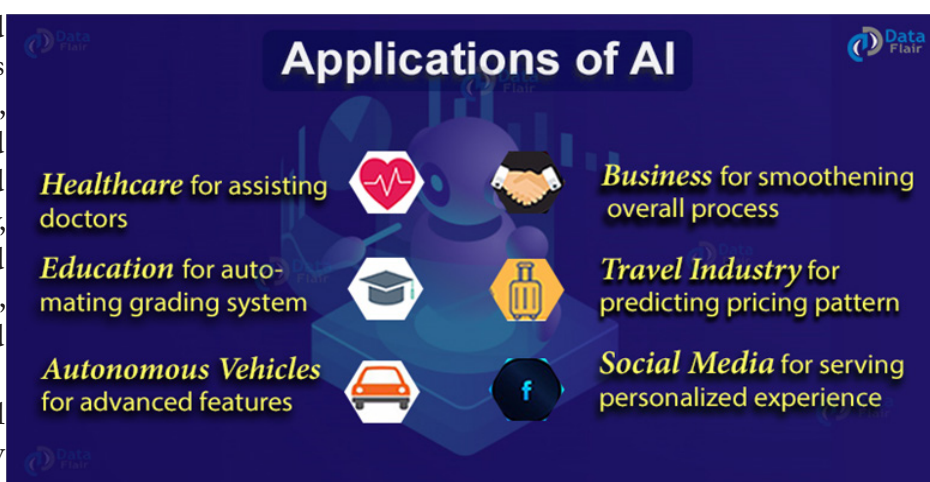 Applications of AI
Data
Flair
Healthcare for assisting
doctors
Education for auto-
mating grading system
Autonomous Vehicles
for advanced features
Business for smoothening
overall process
Travel Industry for
predicting pricing pattern
Social Media for serving
personalized experience
f
Data
Flair
Data
Flair